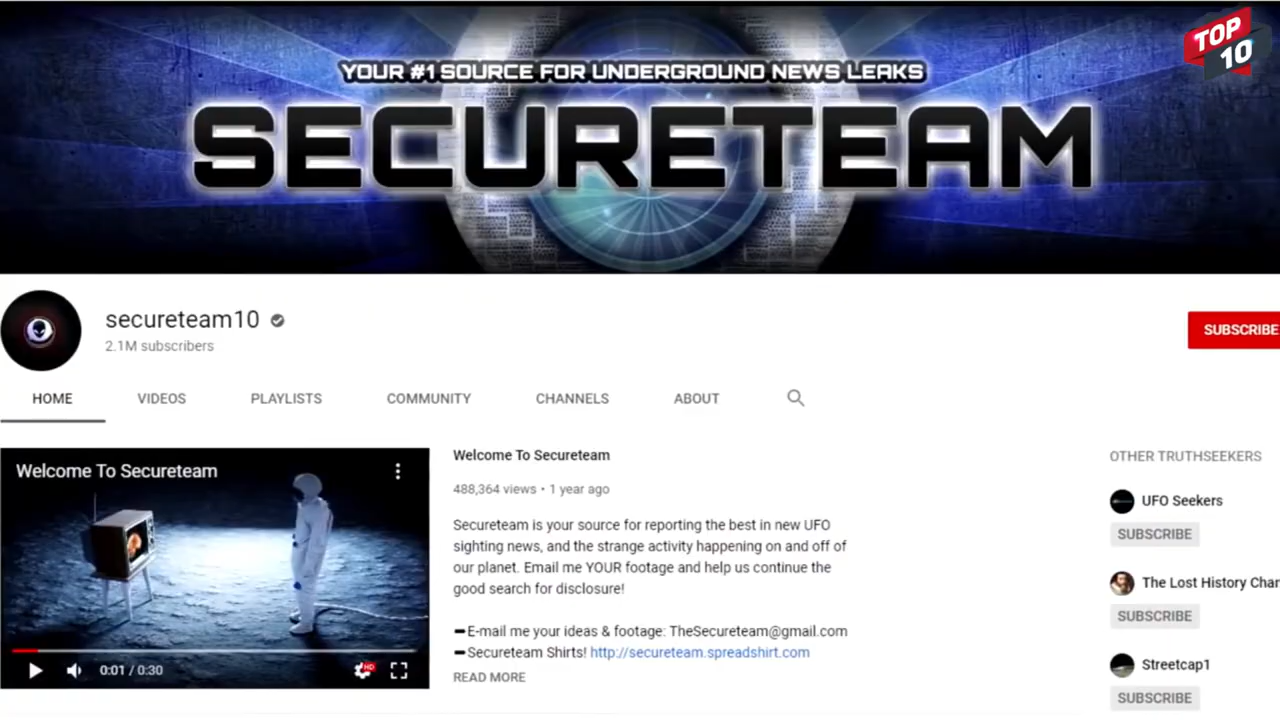 TOP
10
YOUR #1 SOURCE FOR UNDERGROUND NEWS LEAKS
SECURETEAM
secureteam10
2.1M subscribers
SUBSCRIBE
HOME VIDEOS PLAYLISTS COMMUNITY CHANNELS ABOUT
Welcome To Secureteam
0:01 / 0:30
HD
Welcome To Secureteam
488,364 views • 1 year ago
Secureteam is your source for reporting the best in new UFO
sighting news, and the strange activity happening on and off of
our planet. Email me YOUR footage and help us continue the
good search for disclosure!
➖E-mail me your ideas & footage: TheSecureteam@gmail.com
➖Secureteam Shirts! http://secureteam.spreadshirt.com
READ MORE
OTHER TRUTHSEEKERS
UFO Seekers
SUBSCRIBE
The Lost History Chan
SUBSCRIBE
Streetcap1
SUBSCRIBE